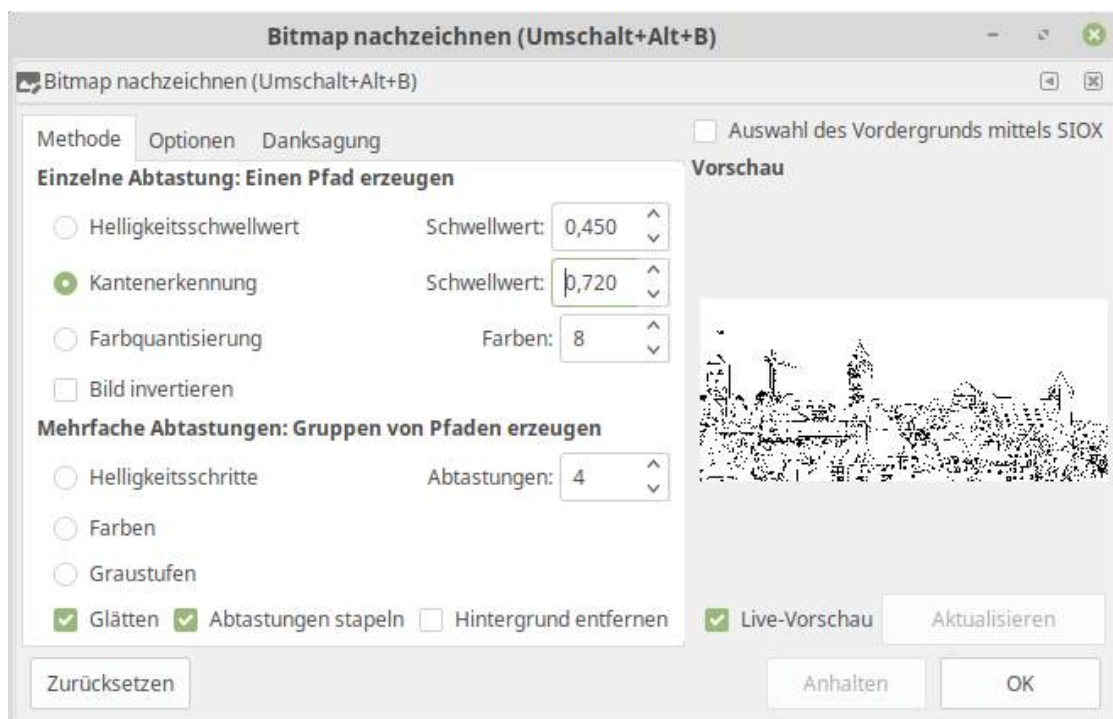 Bitmap nachzeichnen (Umschalt+Alt+B)
Bitmap nachzeichnen (Umschalt+Alt+B)
Methode Optionen Danksagung
Auswahl des Vordergrunds mittels SIOX
Vorschau
Einzelne Abtastung: Einen Pfad erzeugen
Helligkeitsschwellwert Schwellwert: 0,450
Kantenerkennung Schwellwert: 0,720
Farbquantisierung Farben: 8
Bild invertieren
Mehrfache Abtastungen: Gruppen von Pfaden erzeugen
Helligkeitsschritte Abtastungen: 4
Farben
Graustufen
Glätten Abtastungen stapeln Hintergrund entfernen
Live-Vorschau Aktualisieren
Zurücksetzen Anhalten OK